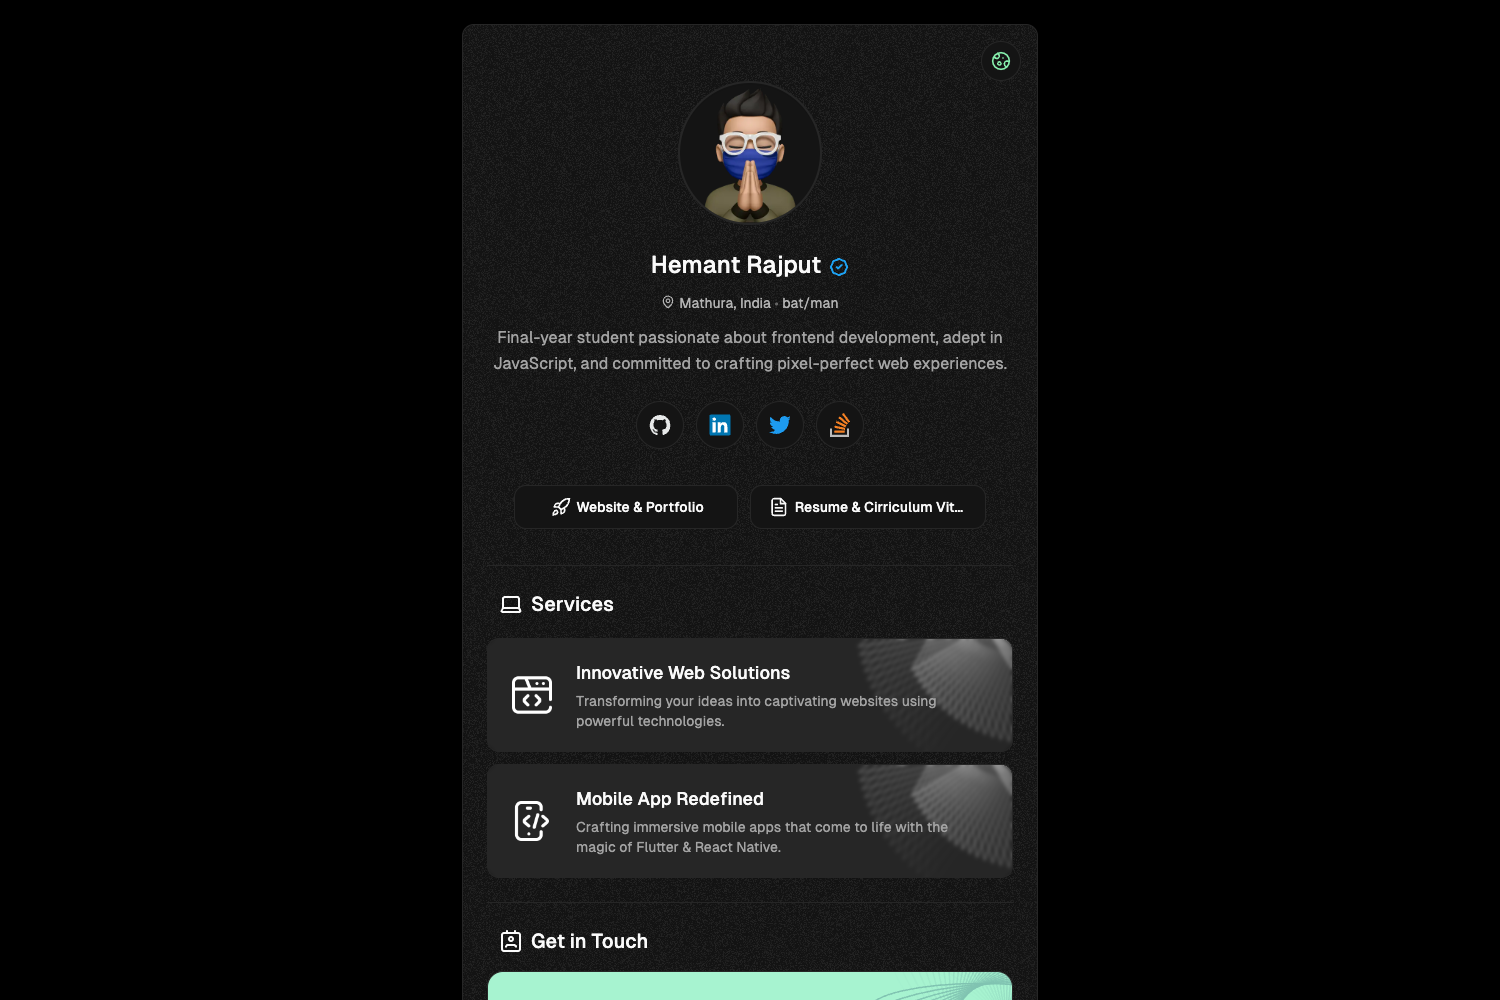 Hemant Rajput
Mathura, India • bat/man
Final-year student passionate about frontend development, adept in
JavaScript, and committed to crafting pixel-perfect web experiences.
in
Website & Portfolio
Resume & Cirriculum Vit...
Services
Innovative Web Solutions
Transforming your ideas into captivating websites using
powerful technologies.
Mobile App Redefined
Crafting immersive mobile apps that come to life with the
magic of Flutter & React Native.
Get in Touch